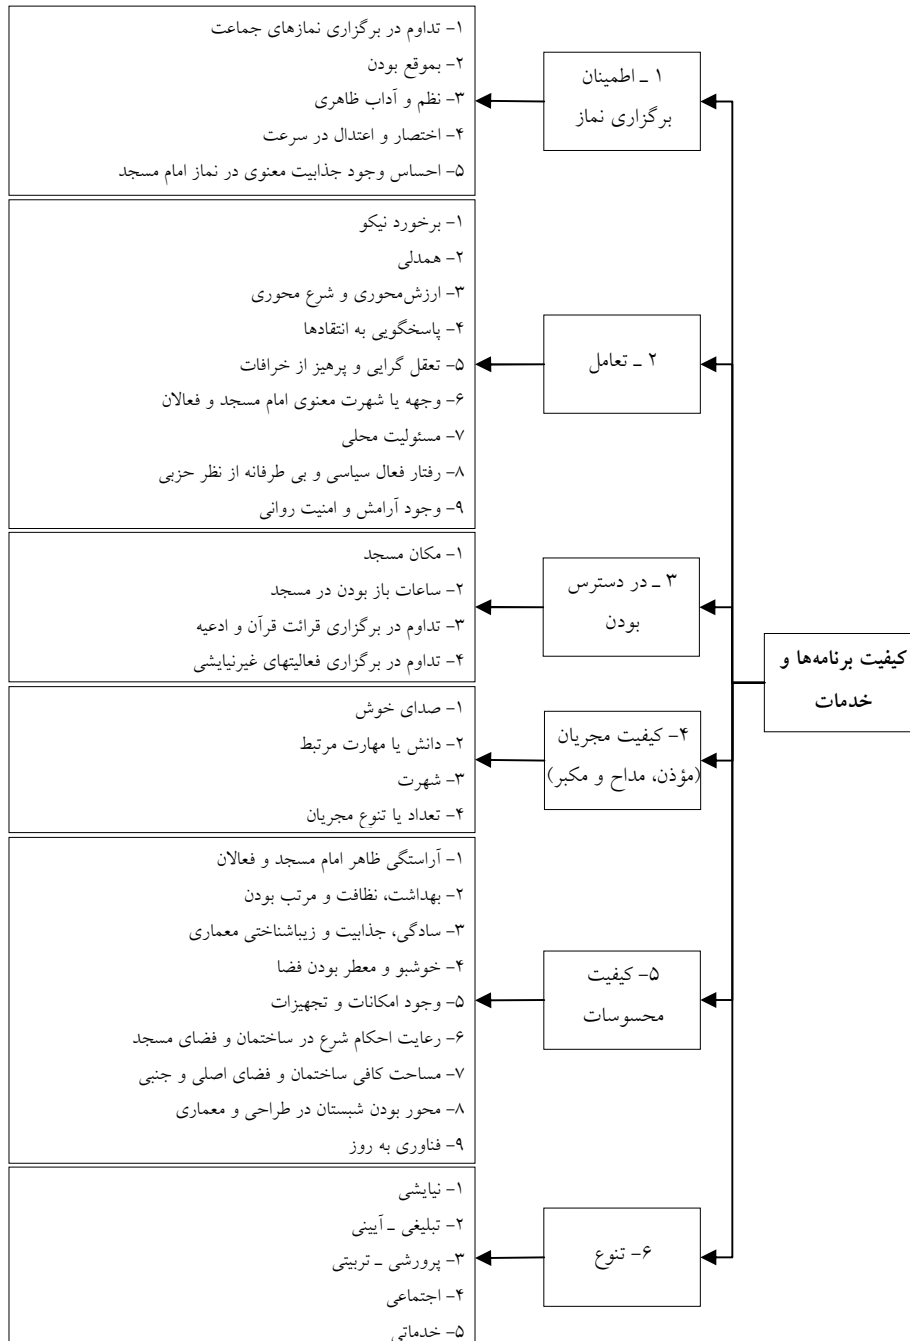 کیفیت برنامه‌ها و
خدمات
۱ ـ اطمینان
برگزاری نماز
۱- تداوم در برگزاری نمازهای جماعت
۲- بموقع بودن
۳- نظم و آداب ظاهری
۴- اختصار و اعتدال در سرعت
۵- احساس وجود جذابیت معنوی در نماز امام مسجد
۲ ـ تعامل
۱- برخورد نیکو
۲- همدلی
۳- ارزش‌محوری و شرع محوری
۴- پاسخگویی به انتقادها
۵- تعقل گرایی و پرهیز از خرافات
۶- وجهه یا شهرت معنوی امام مسجد و فعالان
۷- مسئولیت محلی
۸- رفتار فعال سیاسی و بی طرفانه از نظر حزبی
۹- وجود آرامش و امنیت روانی
۳ ـ در دسترس
بودن
۱- مکان مسجد
۲- ساعات باز بودن در مسجد
۳- تداوم در برگزاری قرائت قرآن و ادعیه
۴- تداوم در برگزاری فعالیتهای غیرنیایشی
۴- کیفیت مجریان
(مؤذن، مداح و مکبر)
۱- صدای خوش
۲- دانش یا مهارت مرتبط
۳- شهرت
۴- تعداد یا تنوع مجریان
۵- کیفیت
محسوسات
۱- آراستگی ظاهر امام مسجد و فعالان
۲- بهداشت، نظافت و مرتب بودن
۳- سادگی، جذابیت و زیباشناختی معماری
۴- خوشبو و معطر بودن فضا
۵- وجود امکانات و تجهیزات
۶- رعایت احکام شرع در ساختمان و فضای مسجد
۷- مساحت کافی ساختمان و فضای اصلی و جنبی
۸- محور بودن شبستان در طراحی و معماری
۹- فناوری به روز
۶- تنوع
۱- نیایشی
۲- تبلیغی ـ آیینی
۳- پرورشی ـ تربیتی
۴- اجتماعی
۵- خدماتی